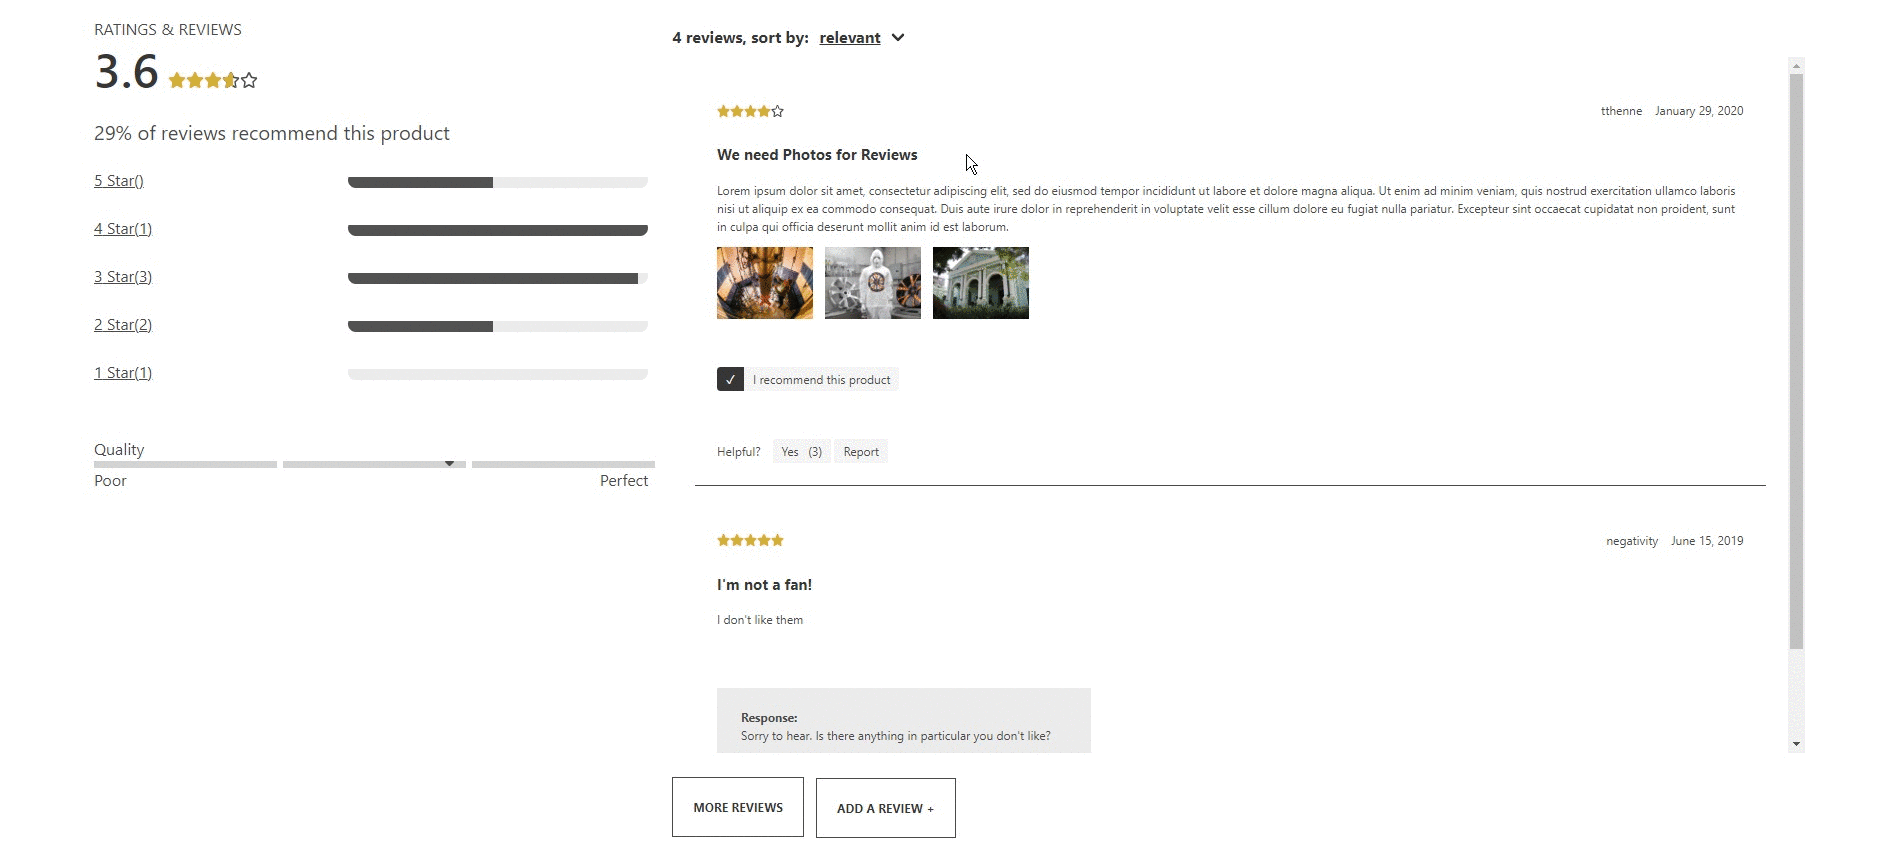 RATINGS & REVIEWS
3.6
29% of reviews recommend this product
5 Star()
4 Star(1)
3 Star(3)
2 Star(2)
1 Star(1)
Quality
Poor Perfect
4 reviews, sort by: relevant
tthenne January 29, 2020
We need Photos for Reviews
Lorem ipsum dolor sit amet, consectetur adipiscing elit, sed do eiusmod tempor incididunt ut labore et dolore magna aliqua. Ut enim ad minim veniam, quis nostrud exercitation ullamco laboris
nisi ut aliquip ex ea commodo consequat. Duis aute irure dolor in reprehenderit in voluptate velit esse cillum dolore eu fugiat nulla pariatur. Excepteur sint occaecat cupidatat non proident, sunt
in culpa qui officia deserunt mollit anim id est laborum.
✓ I recommend this product
Helpful? Yes (3) Report
negativity June 15, 2019
I'm not a fan!
I don't like them
Response:
Sorry to hear. Is there anything in particular you don't like?
MORE REVIEWS ADD A REVIEW +